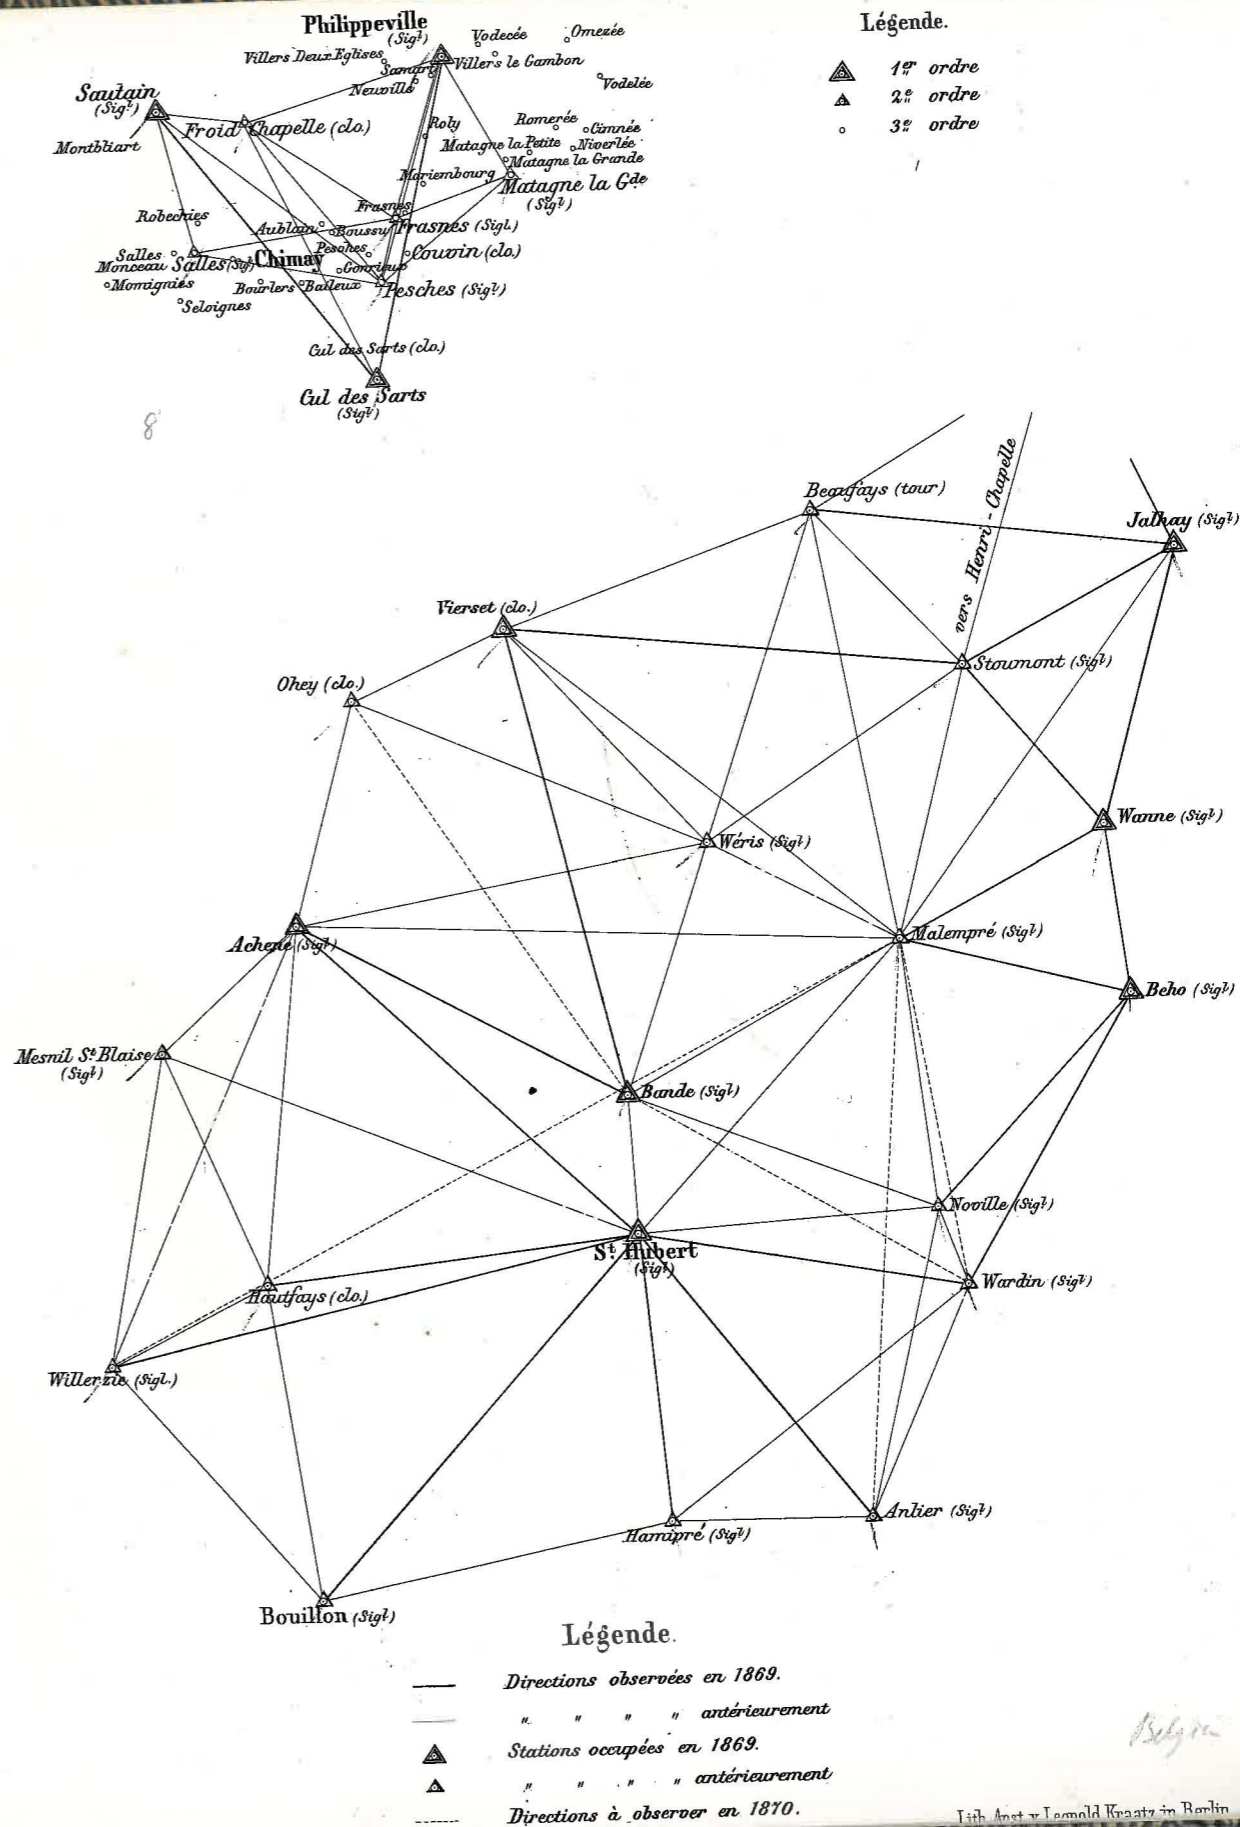 Philippeville
(Sigl)
Vodecée
Omezée
Villers Deux Eglises
Samart
Villers le Gambon
Neuville
Vodelée
Sautain
(Sigl)
Froid Chapelle (clo.)
Montbliart
Roly
Romerée
Gimnée
Matagne la Petite
Niverlée
Matagne la Grande
Mariembourg
Matagne la Gde
(Sigl)
Robechies
Frasnes
Aublain
Boussu
Frasnes (Sigl.)
Salles
Monceau
Salles (Sigl)
Chimay
Pesches
Gonrieux
Couvin (clo.)
Momignies
Bourlers
Baileux
Pesches (Sigl)
Seloignes
Cul des Sarts (clo.)
Cul des Sarts
(Sigl)
Légende.
1er ordre
2e " ordre
3e " ordre
8
Beaufays (tour)
vers Henri-Chapelle
Jalhay (Sigl)
Vierset (clo.)
Stoumont (Sigl)
Ohey (clo.)
Wanne (Sigl)
Wéris (Sigl)
Achene (Sigl)
Malempré (Sigl)
Beho (Sigl)
Mesnil St. Blaise
(Sigl)
Bande (Sigl)
Noville (Sigl)
St. Hubert
(Sigl)
Wardin (Sigl)
Hautfays (clo.)
Willerzie (Sigl.)
Anlier (Sigl)
Hamipré (Sigl)
Bouillon (Sigl)
Légende.
Directions observées en 1869.
" " " " antérieurement
Stations occupées en 1869.
" " " " antérieurement
Directions à observer en 1870.
Belgien
Lith. Anst. v. Leopold Kraatz in Berlin